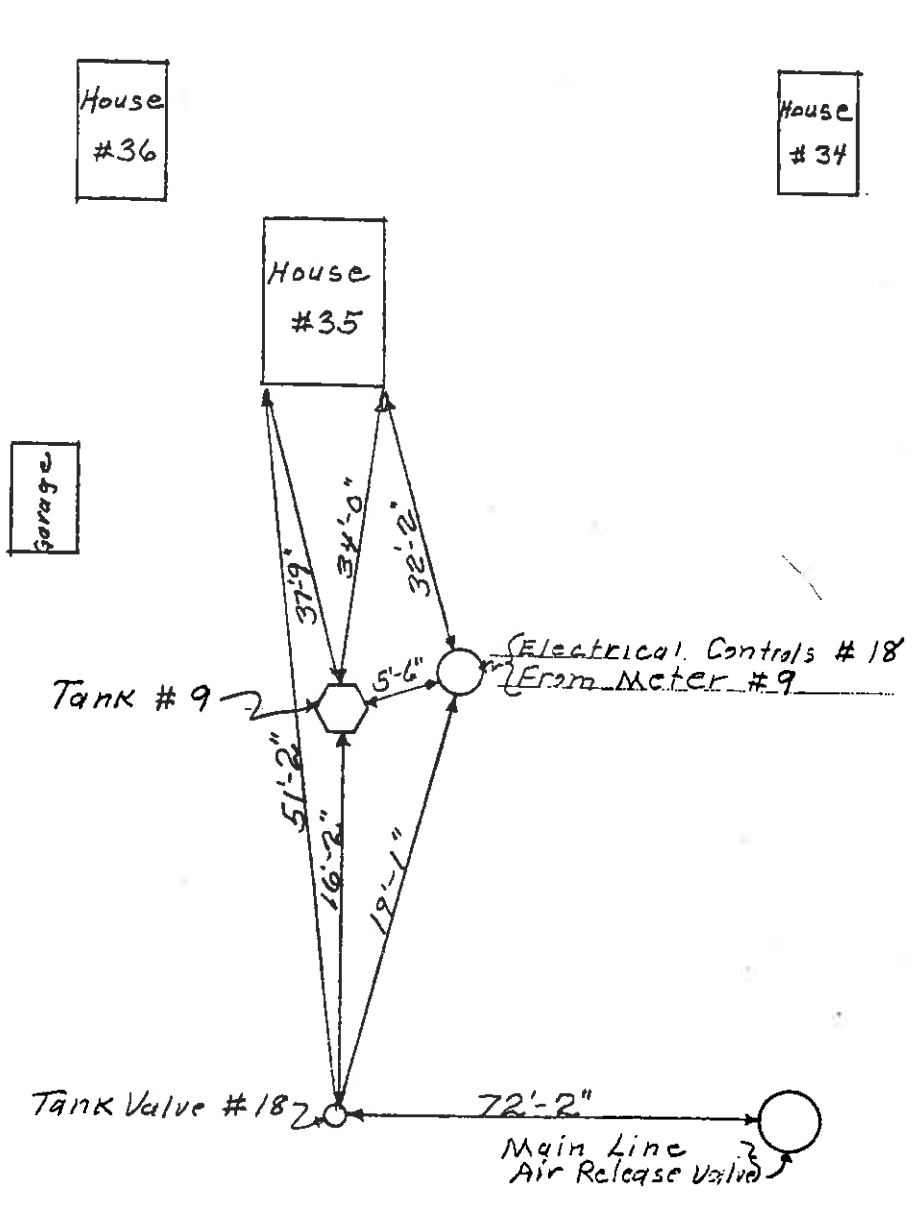 House
#36
House
#34
House
#35
Garage
37'-9"
34'-0"
32'-2"
Electrical Controls #18
From Meter #9
5'-6"
Tank #9
51'-2"
16'-2"
19'-1"
Tank Valve #18
72'-2"
Main Line
Air Release Valve